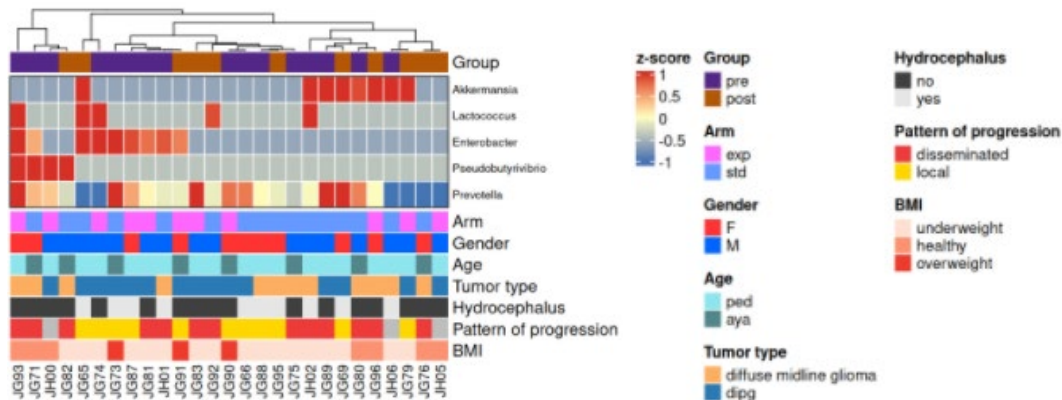 Group
Akkermansia
Lactococcus
Enterobacter
Pseudobutyrivibrio
Prevotella
Arm
Gender
Age
Tumor type
Hydrocephalus
Pattern of progression
BMI
JG93
JG71
JH00
JG82
JG65
JG74
JG73
JG87
JG81
JH01
JG91
JG83
JG92
JG90
JG66
JG88
JG95
JG75
JH02
JG89
JG69
JG80
JG96
JH06
JG79
JG76
JH05
z-score
1
0.5
0
-0.5
-1
Group
pre
post
Arm
exp
std
Gender
F
M
Age
ped
aya
Tumor type
diffuse midline glioma
dipg
Hydrocephalus
no
yes
Pattern of progression
disseminated
local
BMI
underweight
healthy
overweight